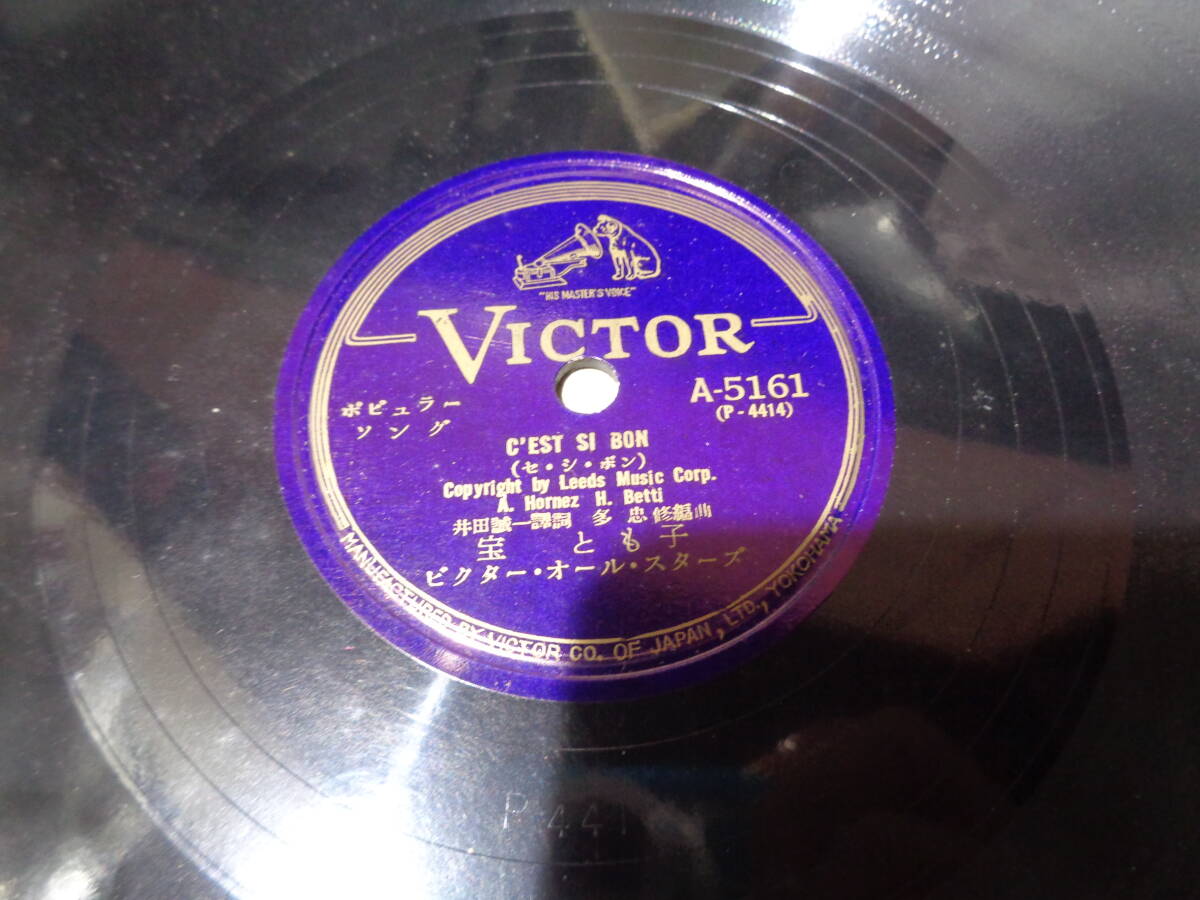 "HIS MASTER'S VOICE"
VICTOR
A-5161
(P-4414)
ポピュラー
ソング
C'EST SI BON
(セ・シ・ボン)
Copyright by Leeds Music Corp.
A. Hornez H. Betti
井田誠一譯詞 多 忠修編曲
宝 とも子
ビクター・オール・スターズ
MANUFACTURED BY VICTOR CO. OF JAPAN, LTD., YOKOHAMA
P 441